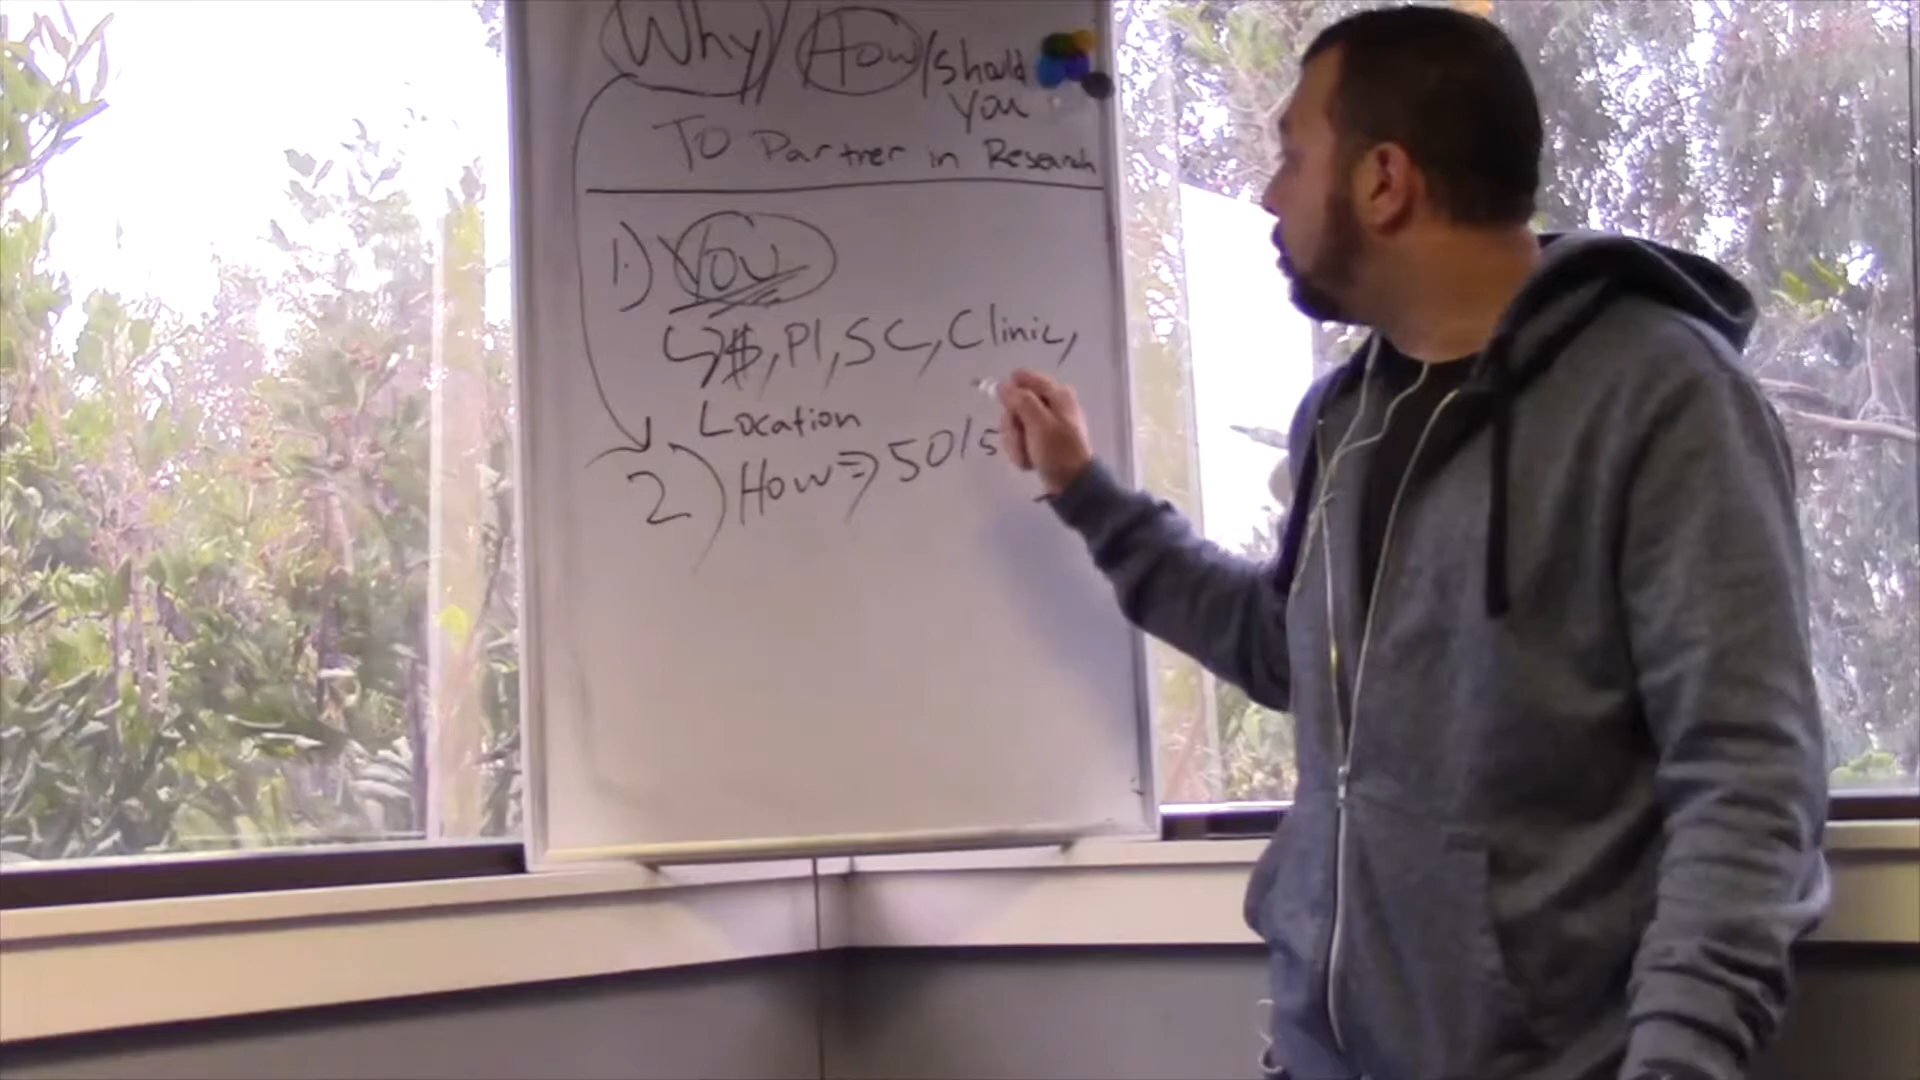 Why/How/should
you
To Partner in Research
1.) You
↳$, PI, SC, Clinic,
Location
2) How⇒50/5